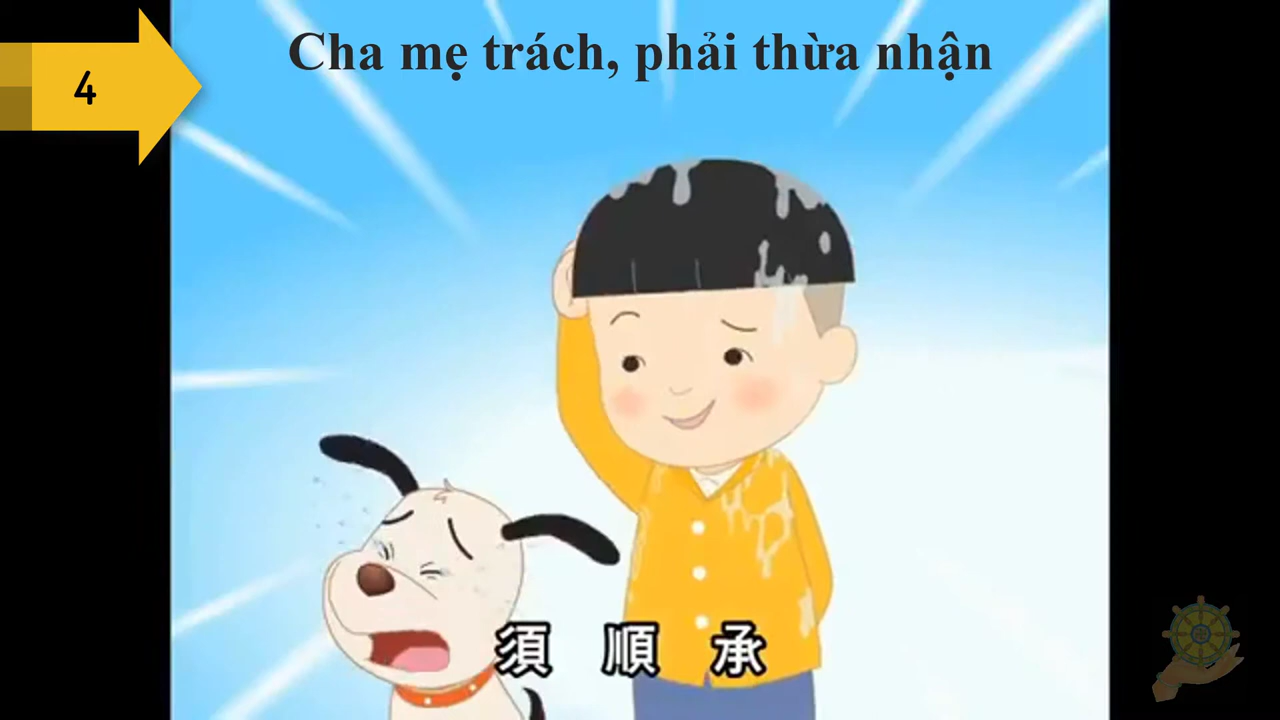 4
Cha mẹ trách, phải thừa nhận
須 順 承